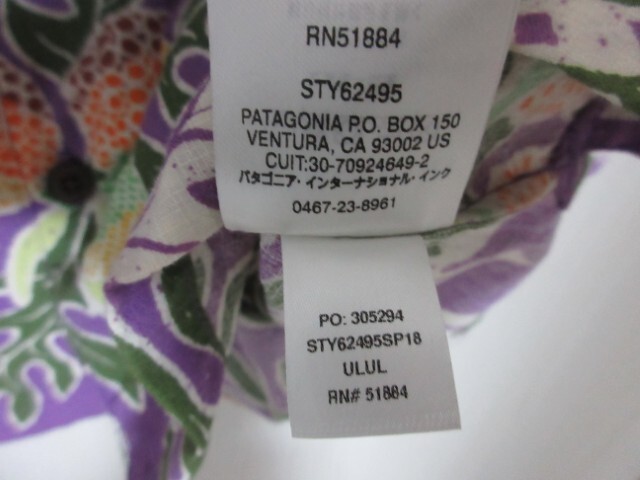 RN51884
STY62495
PATAGONIA P.O. BOX 150
VENTURA, CA 93002 US
CUIT:30-70924649-2
パタゴニア・インターナショナル・インク
0467-23-8961
PO: 305294
STY62495SP18
ULUL
RN# 51884